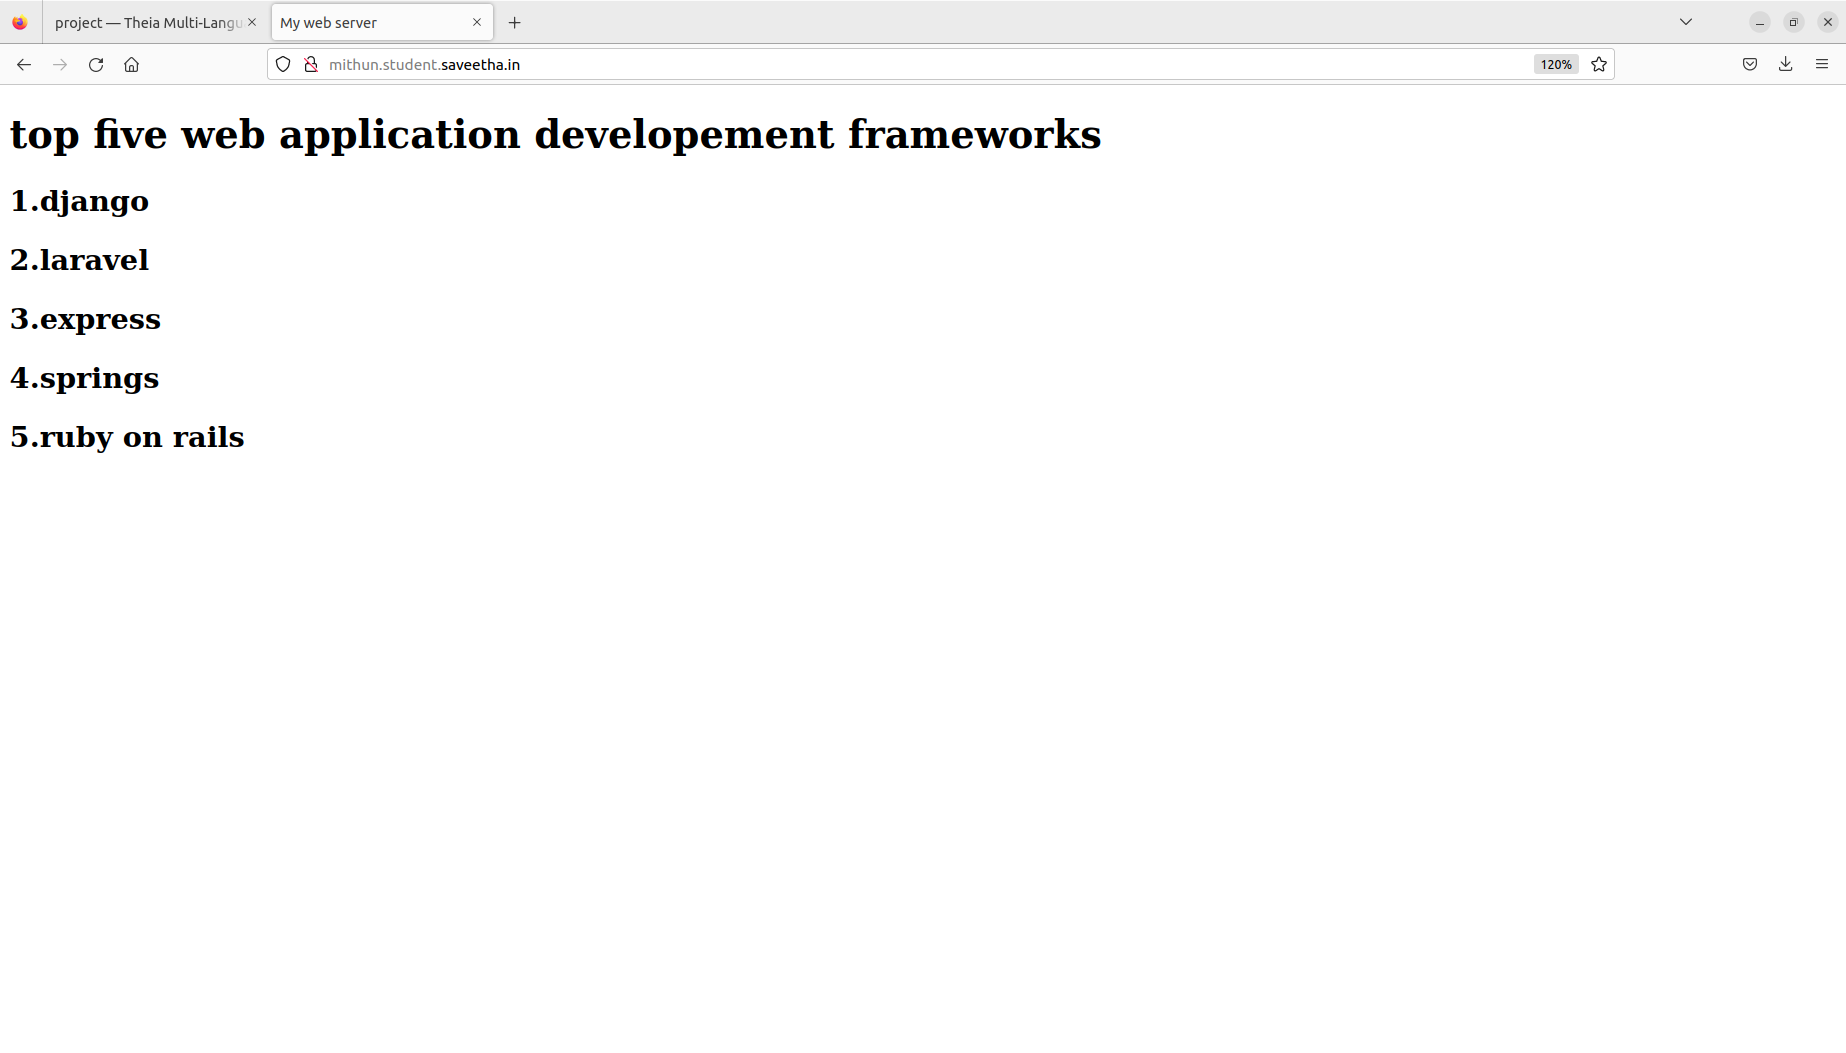 project — Theia Multi-Langu
My web server
mithun.student.saveetha.in
120%
top five web application developement frameworks
1.django
2.laravel
3.express
4.springs
5.ruby on rails